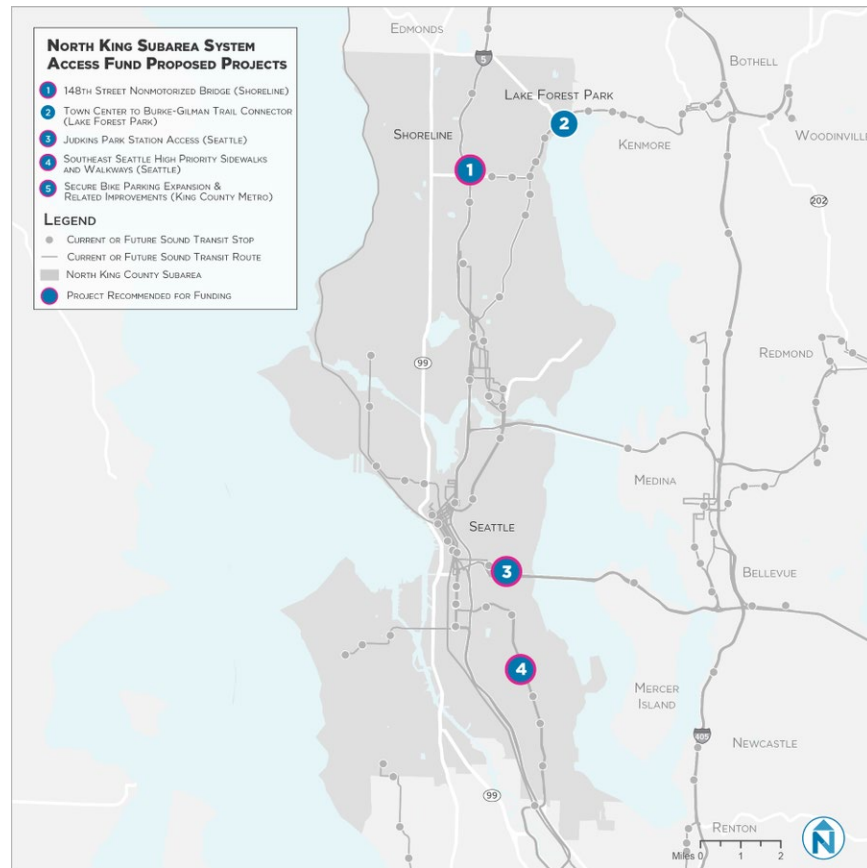 North King Subarea System
Access Fund Proposed Projects
1 148th Street Nonmotorized Bridge (Shoreline)
2 Town Center to Burke-Gilman Trail Connector
(Lake Forest Park)
3 Judkins Park Station Access (Seattle)
4 Southeast Seattle High Priority Sidewalks
and Walkways (Seattle)
5 Secure Bike Parking Expansion &
Related Improvements (King County Metro)
Legend
Current or Future Sound Transit Stop
Current or Future Sound Transit Route
North King County Subarea
Project Recommended for Funding
Edmonds
5
Bothell
Lake Forest Park
2
Shoreline
Kenmore
Woodinville
1
202
99
Redmond
Medina
Seattle
3
Bellevue
4
Mercer
Island
405
Newcastle
99
Renton
Miles 0 1 2
N